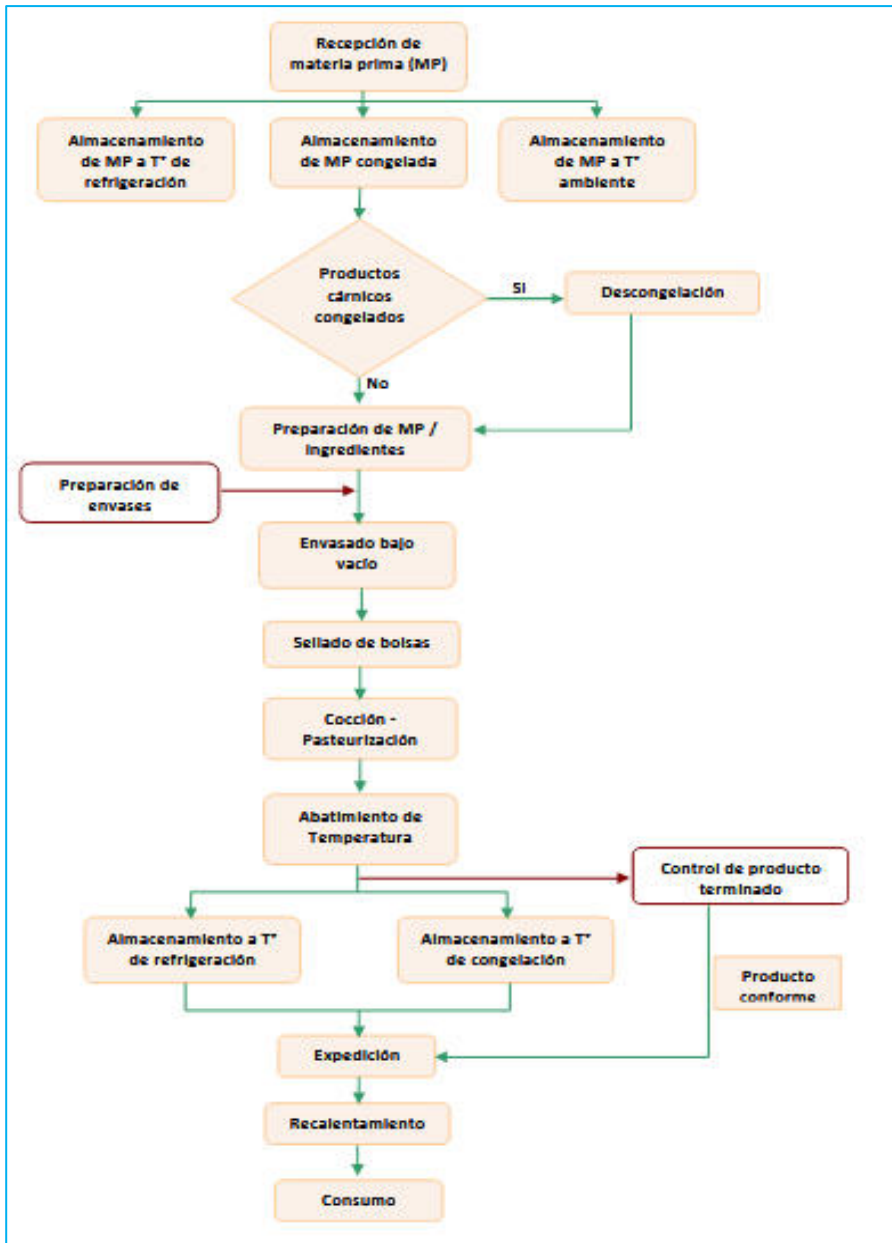 Recepción de
materia prima (MP)
Almacenamiento
de MP a T° de
refrigeración
Almacenamiento
de MP congelada
Almacenamiento
de MP a T°
ambiente
Productos
cárnicos
congelados
Si
Descongelación
No
Preparación de MP /
Ingredientes
Preparación de
envases
Envasado bajo
vacío
Sellado de bolsas
Cocción -
Pasteurización
Abatimiento de
Temperatura
Control de producto
terminado
Almacenamiento a T°
de refrigeración
Almacenamiento a T°
de congelación
Producto
conforme
Expedición
Recalentamiento
Consumo